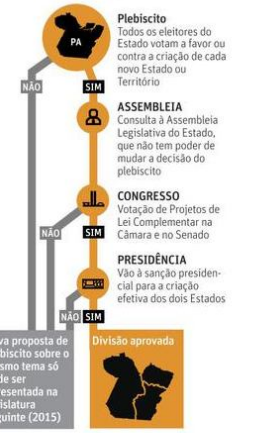 Plebiscito
Todos os eleitores do
Estado votam a favor ou
contra a criação de cada
novo Estado ou
Território
PA
NÃO
SIM
ASSEMBLEIA
Consulta à Assembleia
Legislativa do Estado,
que não tem poder de
mudar a decisão do
plebiscito
CONGRESSO
Votação de Projetos de
Lei Complementar na
Câmara e no Senado
NÃO
SIM
PRESIDÊNCIA
Vão à sanção presiden-
cial para a criação
efetiva dos dois Estados
NÃO
SIM
va proposta de
biscito sobre o
smo tema só
de ser
esentada na
islatura
uinte (2015)
Divisão aprovada